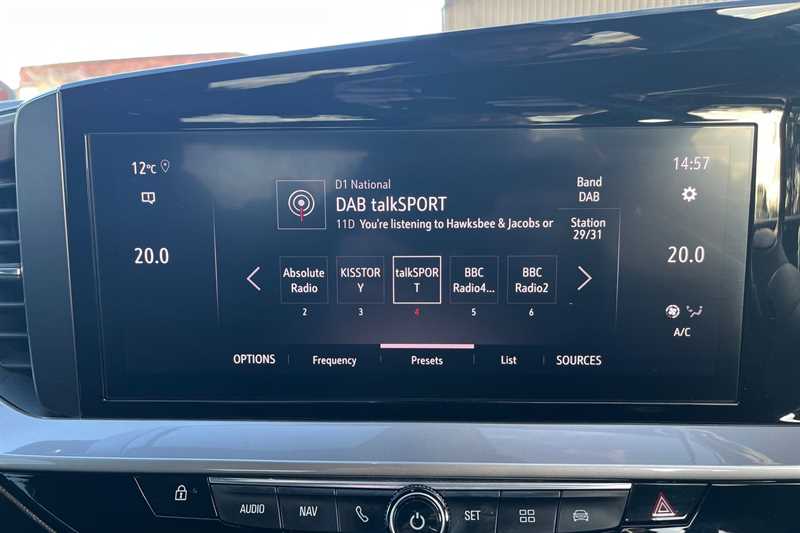 12°C
14:57
D1 National
DAB talkSPORT
11D You're listening to Hawksbee & Jacobs or
Band
DAB
Station
29/31
20.0
20.0
Absolute
Radio
2
KISSTOR
Y
3
talkSPOR
T
4
BBC
Radio4...
5
BBC
Radio2
6
A/C
OPTIONS
Frequency
Presets
List
SOURCES
AUDIO
NAV
SET